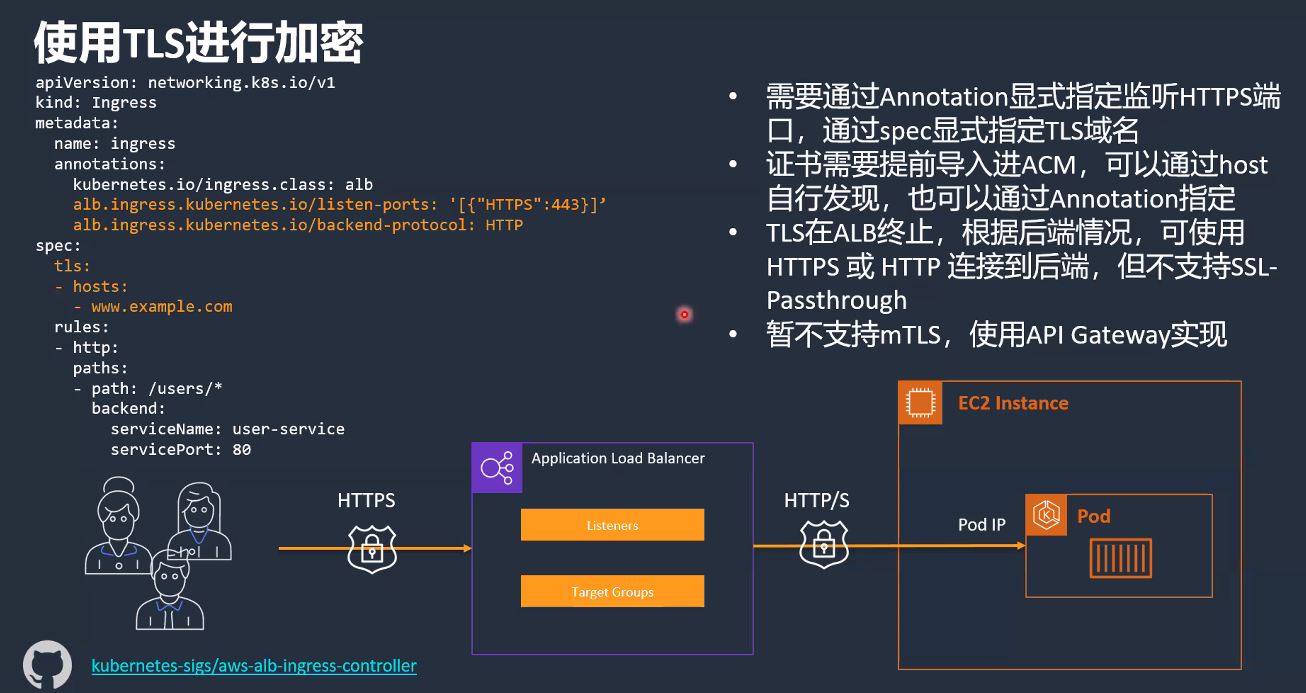 使用TLS进行加密
apiVersion: networking.k8s.io/v1
kind: Ingress
metadata:
  name: ingress
  annotations:
    kubernetes.io/ingress.class: alb
    alb.ingress.kubernetes.io/listen-ports: '[{"HTTPS":443}]’
    alb.ingress.kubernetes.io/backend-protocol: HTTP
spec:
  tls:
  - hosts:
    - www.example.com
  rules:
  - http:
    paths:
    - path: /users/*
      backend:
        serviceName: user-service
        servicePort: 80
• 需要通过Annotation显式指定监听HTTPS端
口，通过spec显式指定TLS域名
• 证书需要提前导入进ACM，可以通过host
自行发现，也可以通过Annotation指定
• TLS在ALB终止，根据后端情况，可使用
HTTPS 或 HTTP 连接到后端，但不支持SSL-
Passthrough
• 暂不支持mTLS，使用API Gateway实现
HTTPS
Application Load Balancer
Listeners
Target Groups
HTTP/S
EC2 Instance
Pod IP
Pod
kubernetes-sigs/aws-alb-ingress-controller